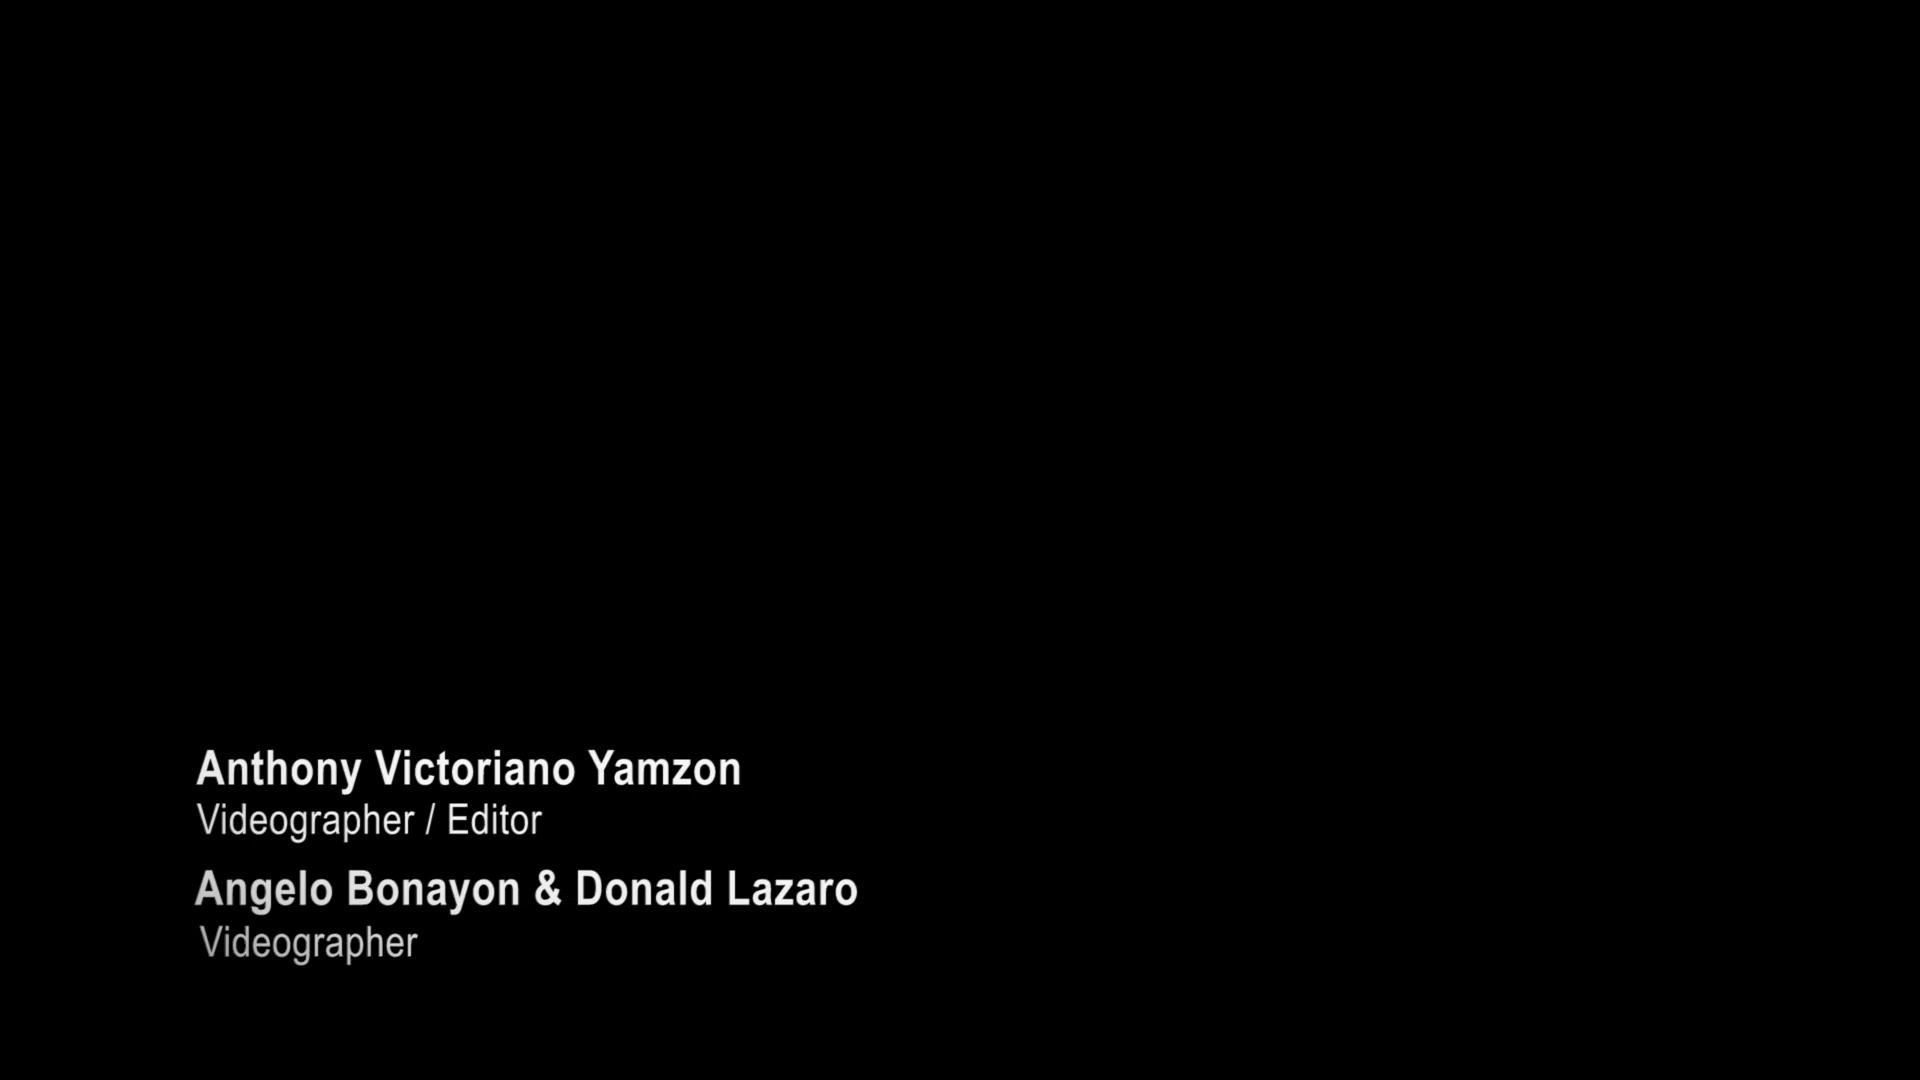 Anthony Victoriano Yamzon
Videographer / Editor
Angelo Bonayon & Donald Lazaro
Videographer